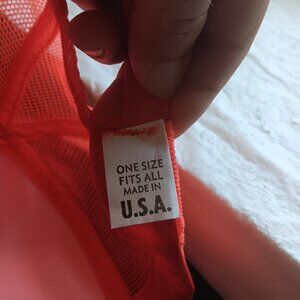 ONE SIZE
FITS ALL
MADE IN
U.S.A.